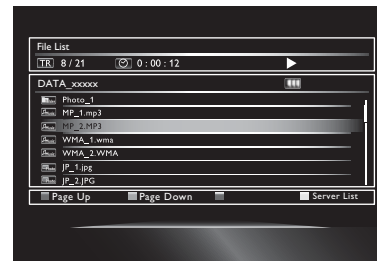 File List
TR 8 / 21 0 : 00 : 12
DATA_xxxxx
Photo_1
MP_1.mp3
MP_2.MP3
WMA_1.wma
WMA_2.WMA
JP_1.jpg
JP_2.JPG
Page Up Page Down Server List